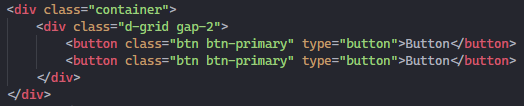 <div class="container">
    <div class="d-grid gap-2">
        <button class="btn btn-primary" type="button">Button</button>
        <button class="btn btn-primary" type="button">Button</button>
    </div>
</div>